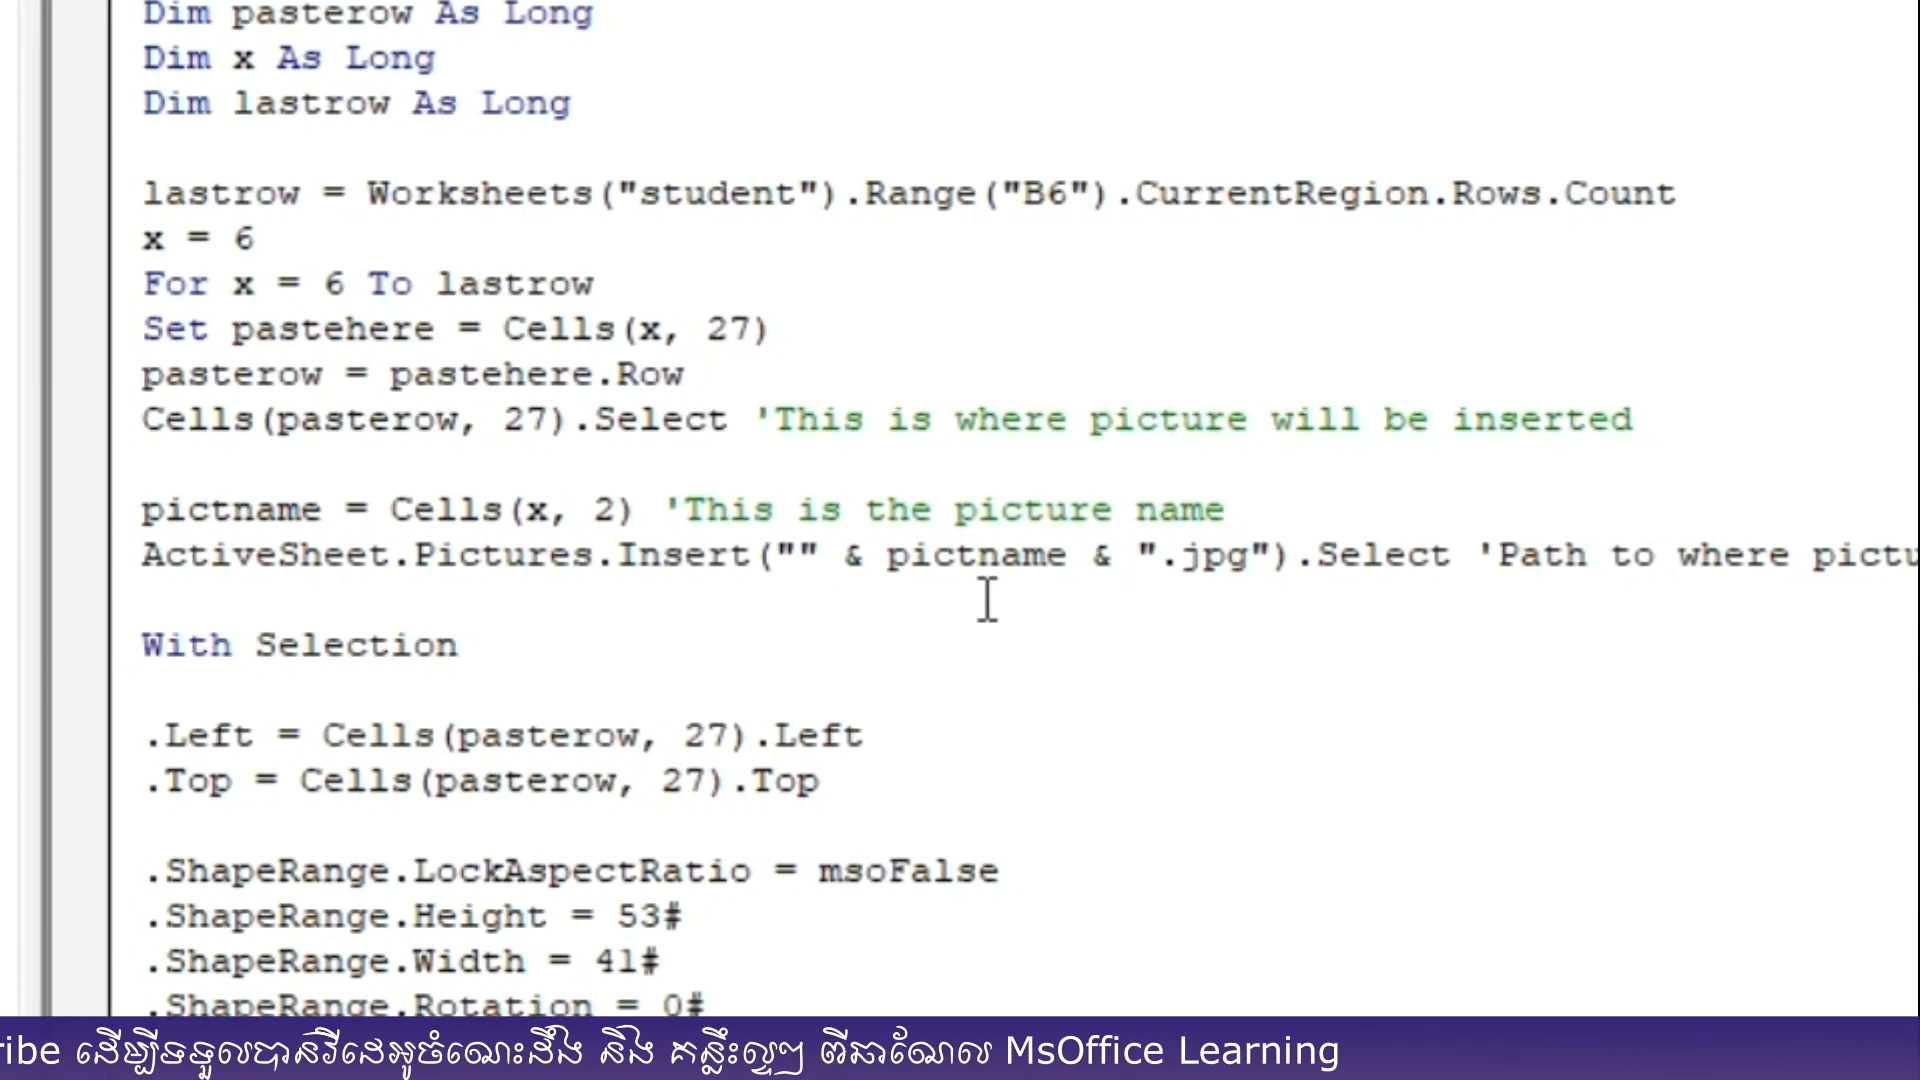 Dim pasterow As Long
Dim x As Long
Dim lastrow As Long
lastrow = Worksheets("student").Range("B6").CurrentRegion.Rows.Count
x = 6
For x = 6 To lastrow
Set pastehere = Cells(x, 27)
pasterow = pastehere.Row
Cells(pasterow, 27).Select 'This is where picture will be inserted
pictname = Cells(x, 2) 'This is the picture name
ActiveSheet.Pictures.Insert("" & pictname & ".jpg").Select 'Path to where pictu
With Selection
.Left = Cells(pasterow, 27).Left
.Top = Cells(pasterow, 27).Top
.ShapeRange.LockAspectRatio = msoFalse
.ShapeRange.Height = 53#
.ShapeRange.Width = 41#
.ShapeRange.Rotation = 0#
ribe ដើម្បីទទួលបានវីដេអូចំណេះដឹង និង គន្លឹះល្អៗ ពីឆាណែល MsOffice Learning